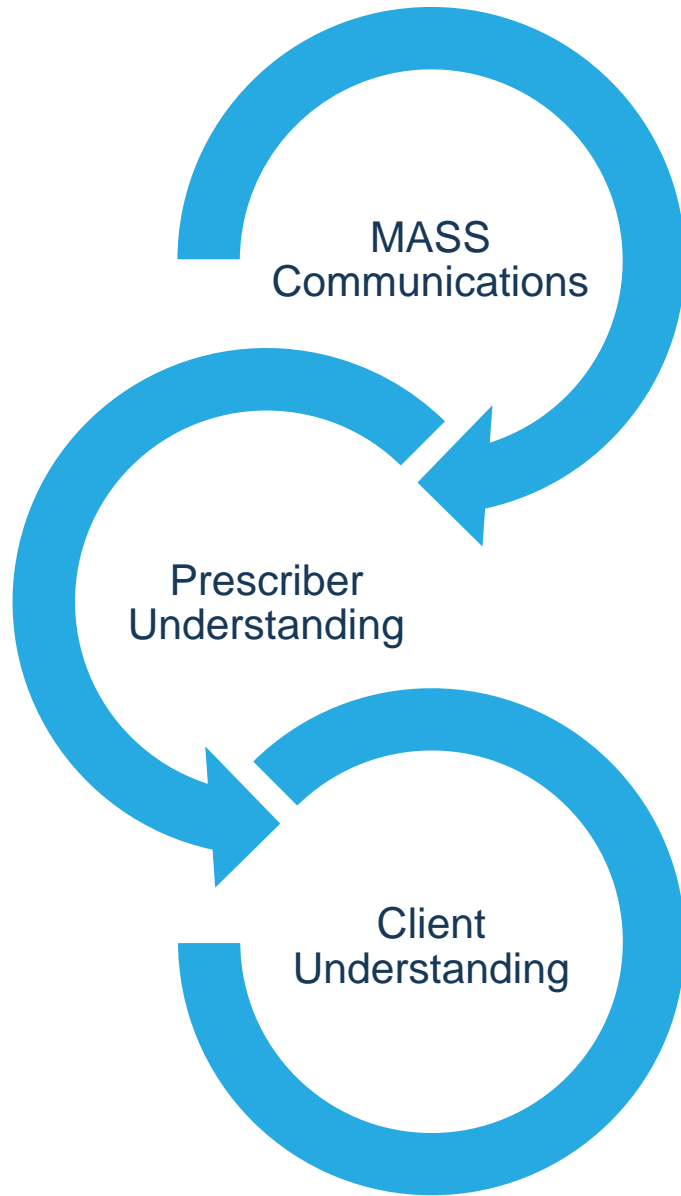 MASS
Communications
Prescriber
Understanding
Client
Understanding